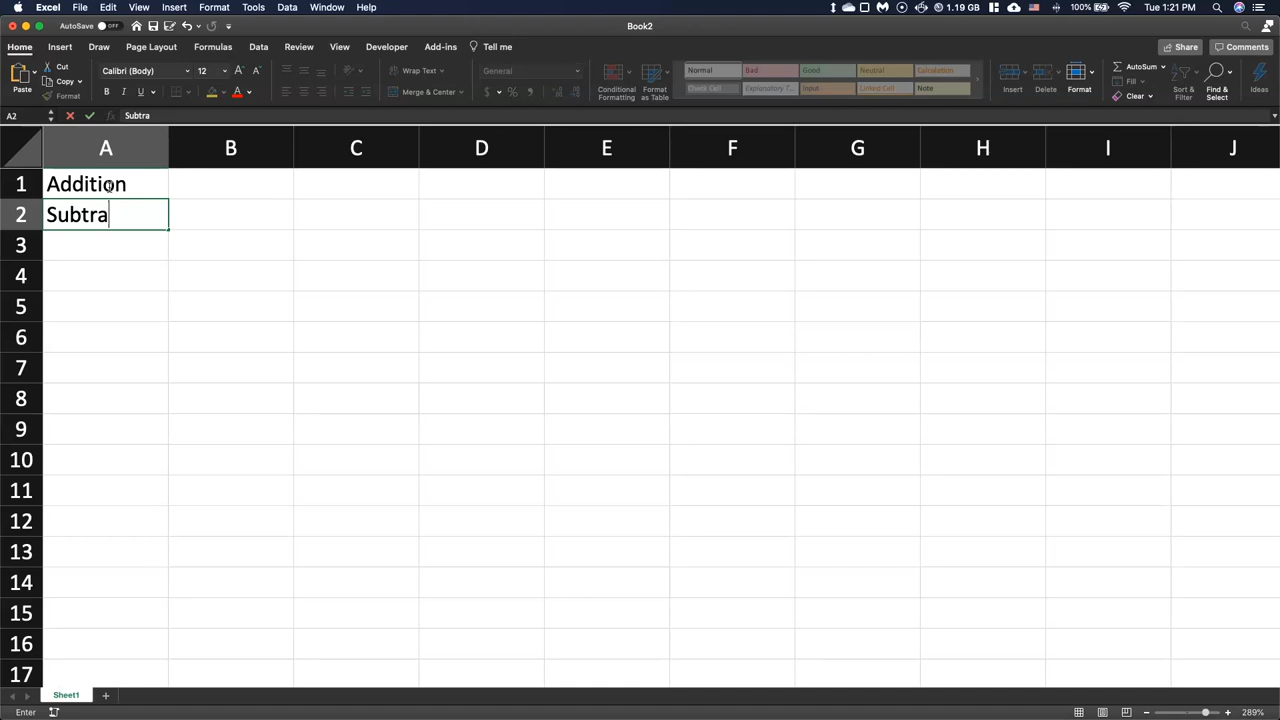 Excel File Edit View Insert Format Tools Data Window Help 1.19 GB 100% Tue 1:21 PM
AutoSave OFF Book2
Home Insert Draw Page Layout Formulas Data Review View Developer Add-ins Tell me Share Comments
Paste Cut Copy Format
Calibri (Body) 12 A A
B I U A
Wrap Text
Merge & Center
General
$ % ,
Conditional Formatting
Format as Table
Normal Bad Good Neutral Calculation
Check Cell Explanatory T... Input Linked Cell Note
Insert Delete Format
AutoSum
Fill
Clear
Sort & Filter
Find & Select
Ideas
A2 fx Subtra
A B C D E F G H I J
1 Addition
2 Subtra
3
4
5
6
7
8
9
10
11
12
13
14
15
16
17
Sheet1
Enter 289%